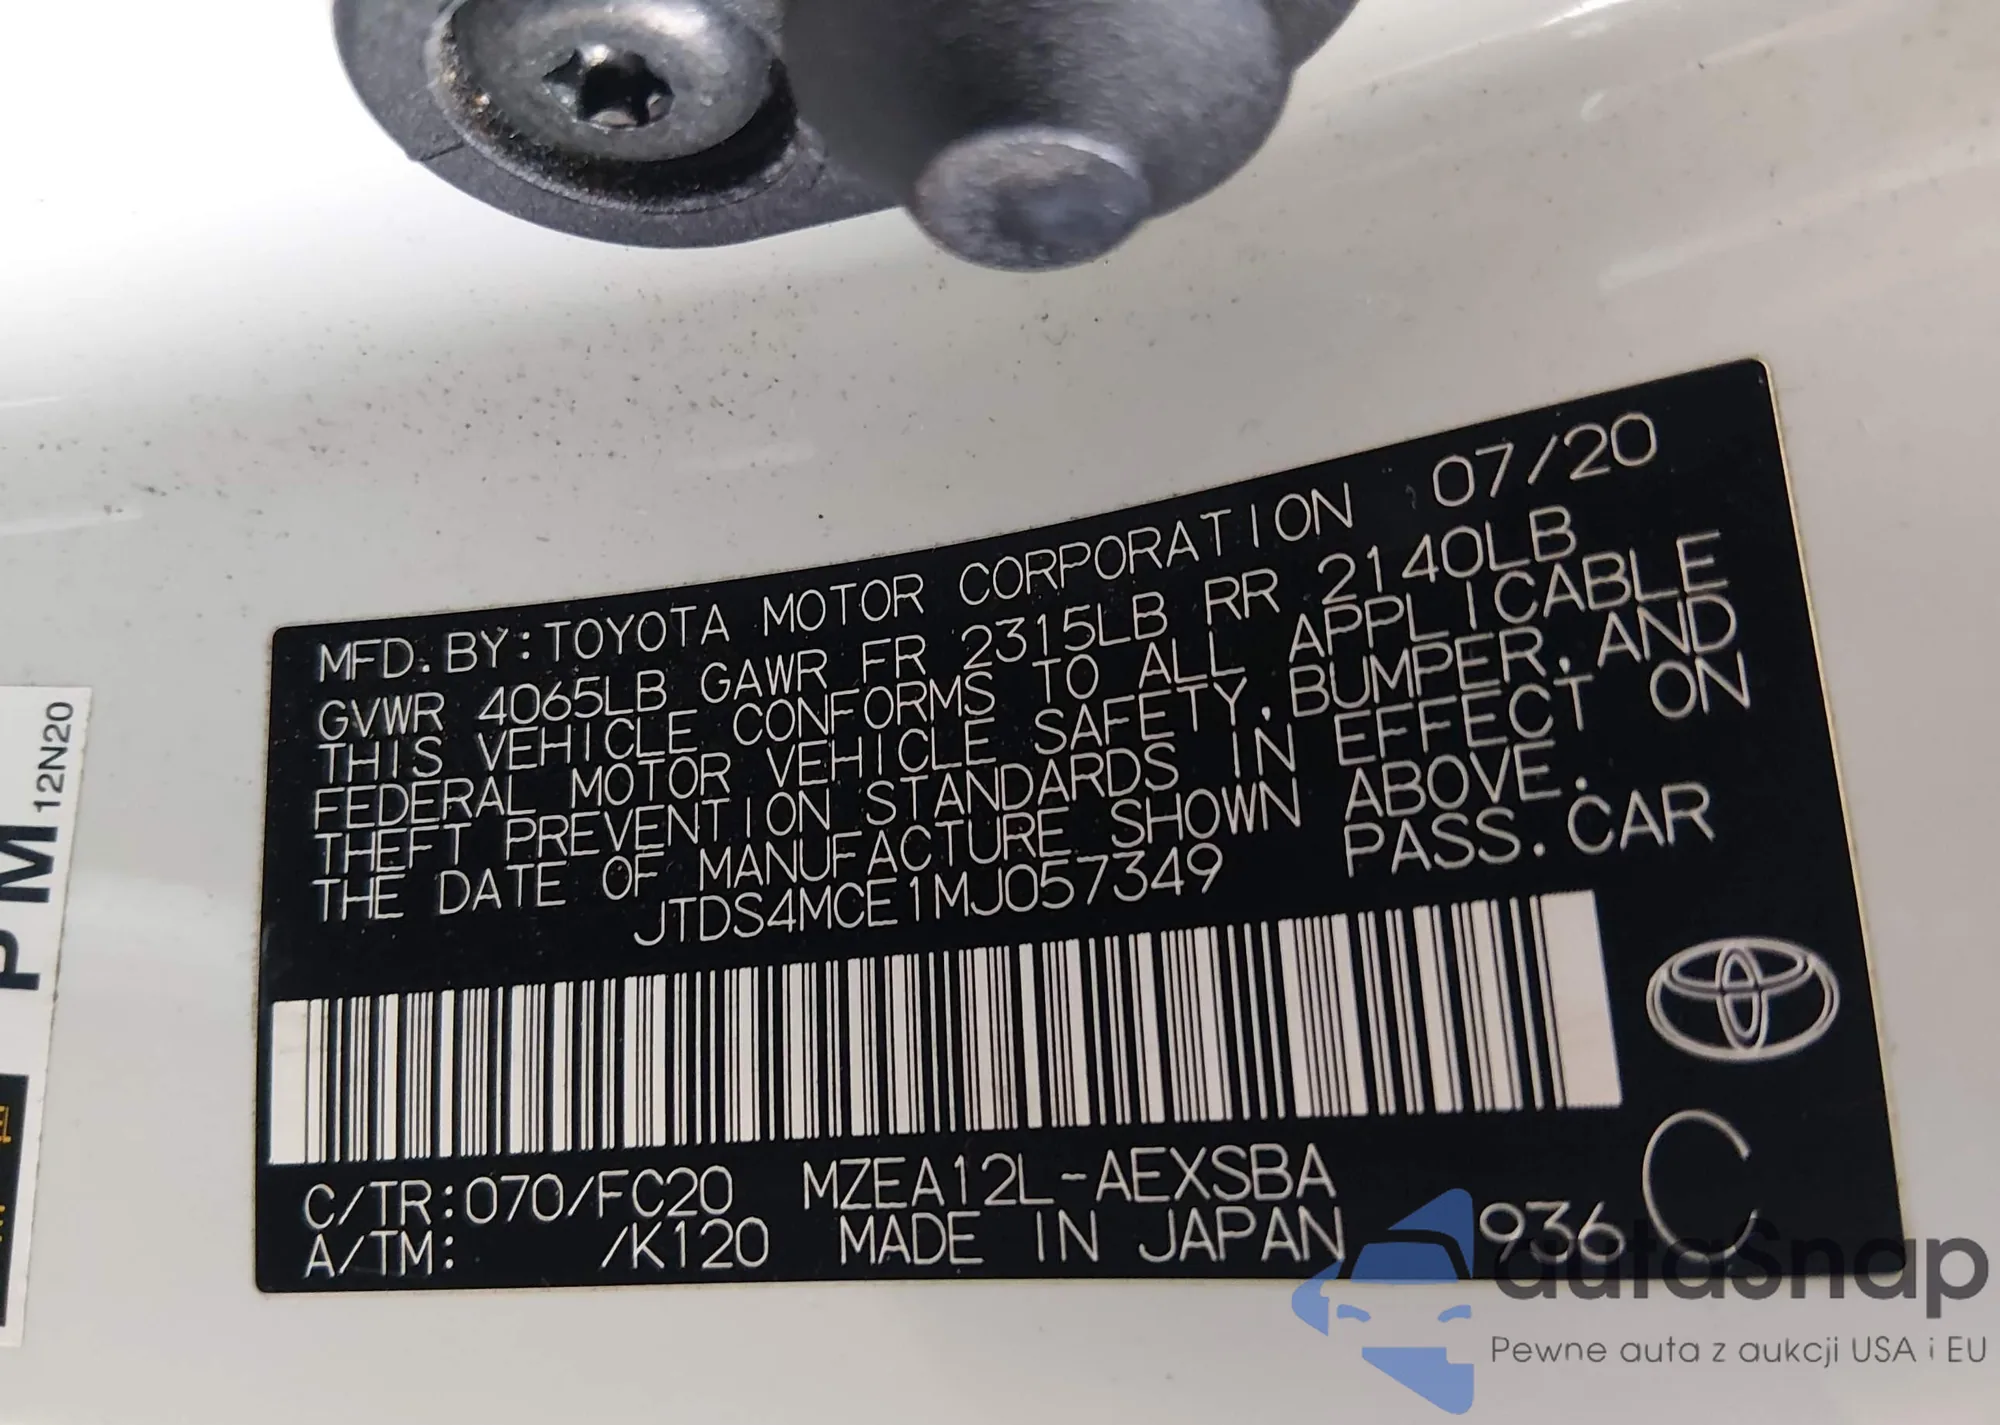 MFD. BY: TOYOTA MOTOR CORPORATION 07/20
GVWR 4065LB GAWR FR 2315LB RR 2140LB
THIS VEHICLE CONFORMS TO ALL APPLICABLE
FEDERAL MOTOR VEHICLE SAFETY, BUMPER, AND
THEFT PREVENTION STANDARDS IN EFFECT ON
THE DATE OF MANUFACTURE SHOWN ABOVE.
JTDS4MCE1MJ057349 PASS. CAR
C/TR: 070/FC20 MZEA12L-AEXSBA
A/TM: /K120 MADE IN JAPAN 936 C
PM 12N20
autoSnap
Pewne auta z aukcji USA i EU